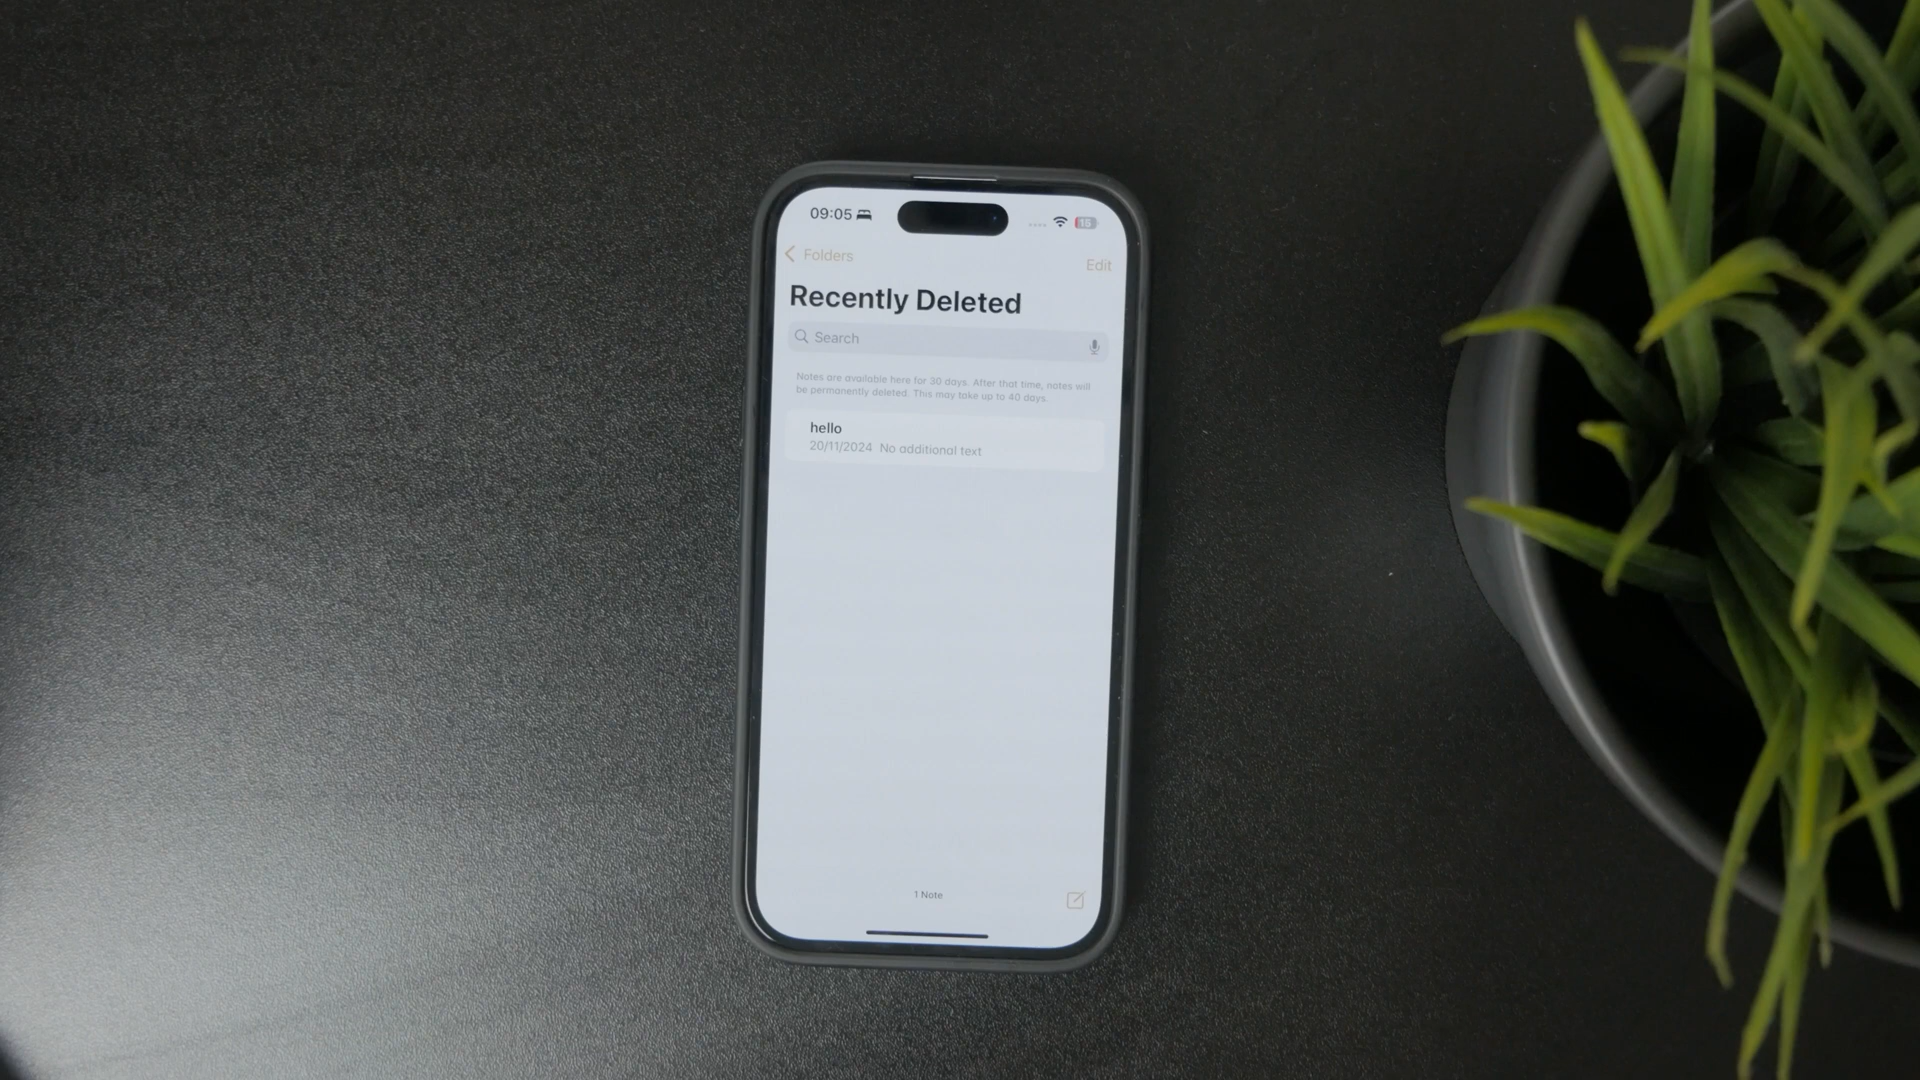 09:05
15
Folders
Edit
Recently Deleted
Search
Notes are available here for 30 days. After that time, notes will
be permanently deleted. This may take up to 40 days.
hello
20/11/2024 No additional text
1 Note